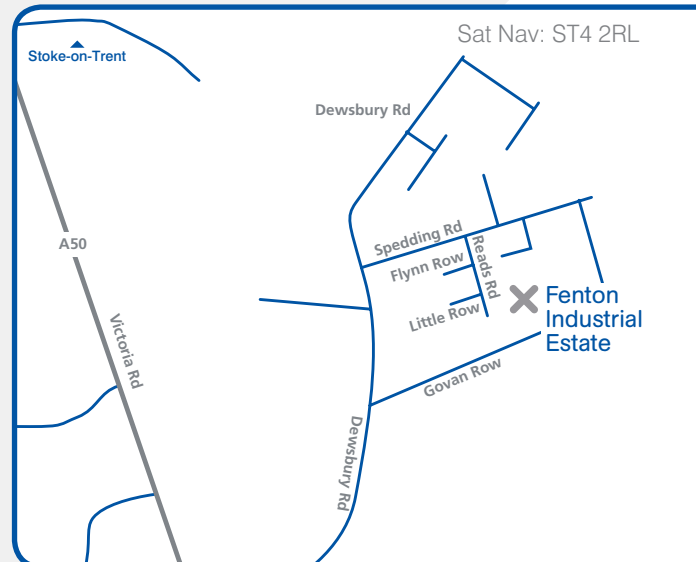 Sat Nav: ST4 2RL
Stoke-on-Trent
Dewsbury Rd
A50
Spedding Rd
Flynn Row
Reads Rd
Little Row
Fenton
Industrial
Estate
Victoria Rd
Govan Row
Dewsbury Rd